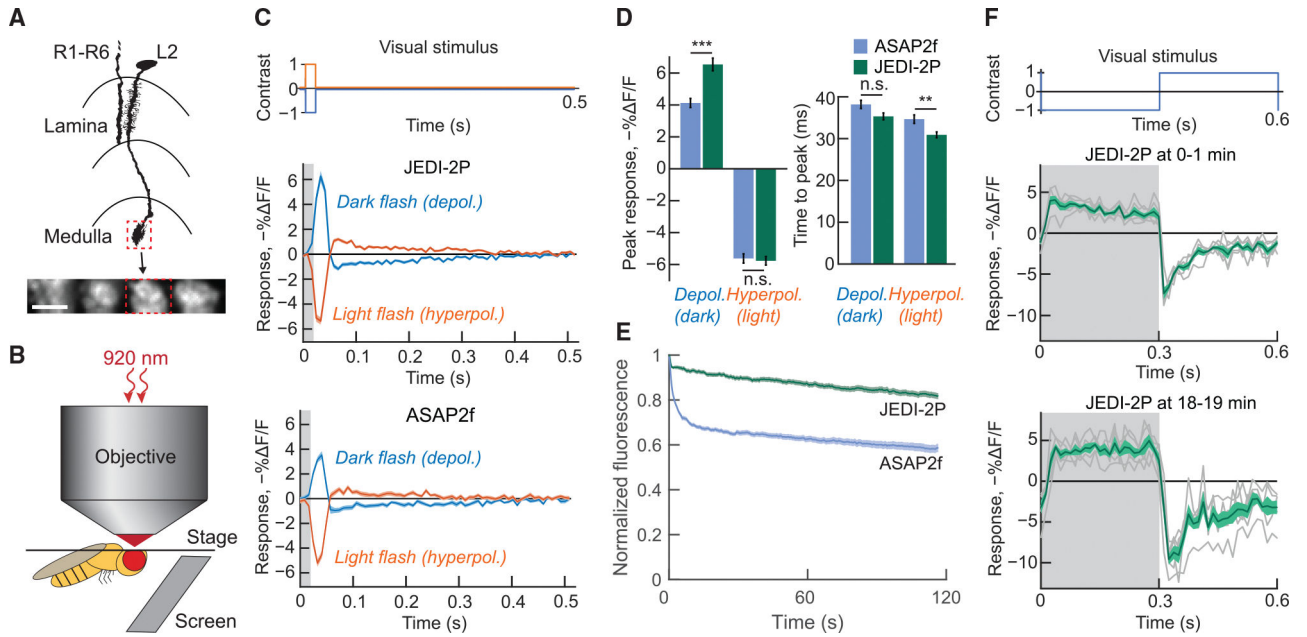 A
R1-R6
L2
Lamina
Medulla
B
920 nm
Objective
Stage
Screen
C
Visual stimulus
Contrast
1
0
−1
0.5
Time (s)
JEDI-2P
Response, −%ΔF/F
6
4
2
0
−2
−4
−6
Dark flash (depol.)
Light flash (hyperpol.)
0
0.1
0.2
0.3
0.4
0.5
Time (s)
ASAP2f
Response, −%ΔF/F
6
4
2
0
−2
−4
−6
Dark flash (depol.)
Light flash (hyperpol.)
0
0.1
0.2
0.3
0.4
0.5
Time (s)
D
Peak response, −%ΔF/F
6
4
2
0
−2
−4
−6
***
n.s.
Depol.
(dark)
Hyperpol.
(light)
ASAP2f
JEDI-2P
Time to peak (ms)
40
30
20
10
0
n.s.
**
Depol.
(dark)
Hyperpol.
(light)
E
Normalized fluorescence
1
0.8
0.6
0.4
0.2
0
JEDI-2P
ASAP2f
0
60
120
Time (s)
F
Visual stimulus
Contrast
1
0
−1
Time (s)
0.6
JEDI-2P at 0-1 min
Response, −%ΔF/F
5
0
−5
−10
0
0.3
0.6
Time (s)
JEDI-2P at 18-19 min
Response, −%ΔF/F
5
0
−5
−10
0
0.3
0.6
Time (s)